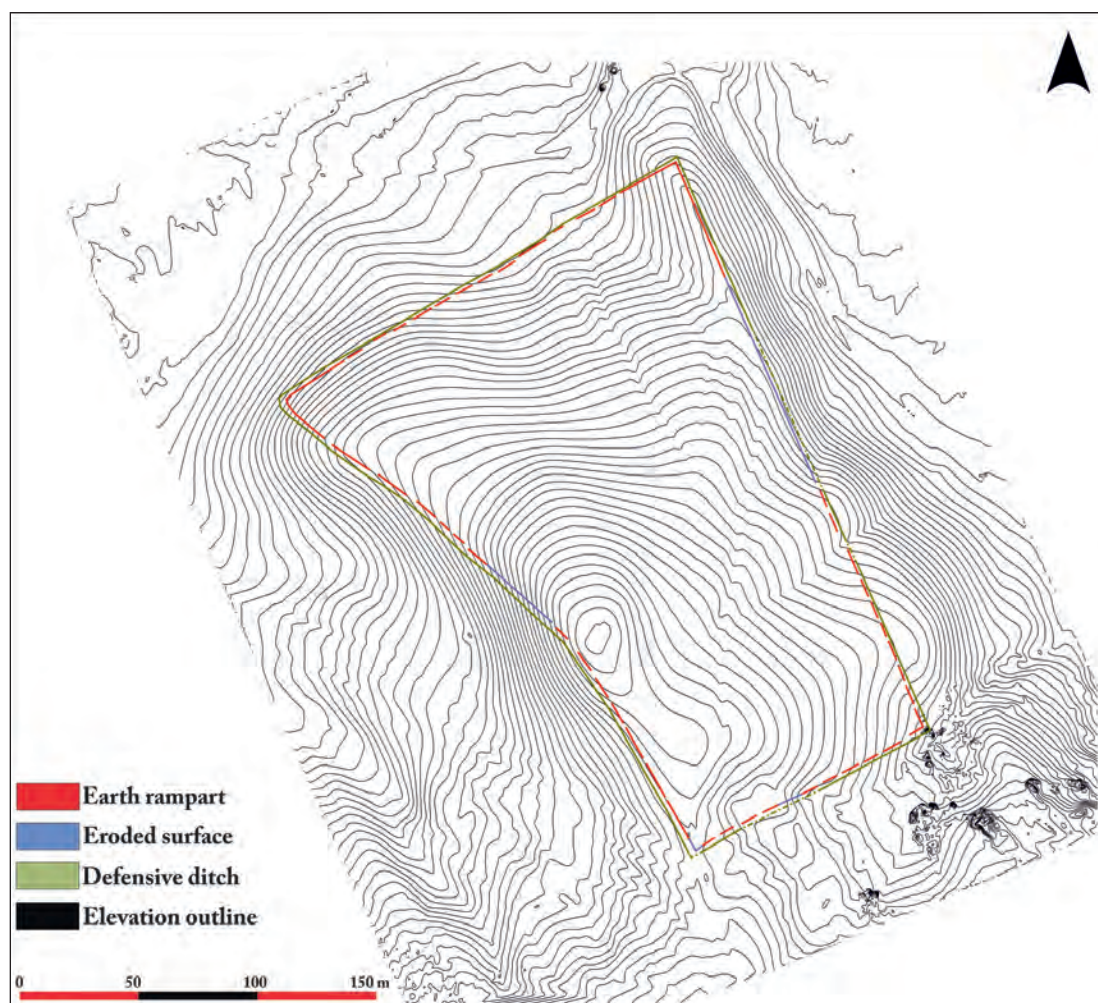 Earth rampart
Eroded surface
Defensive ditch
Elevation outline
0 50 100 150 m